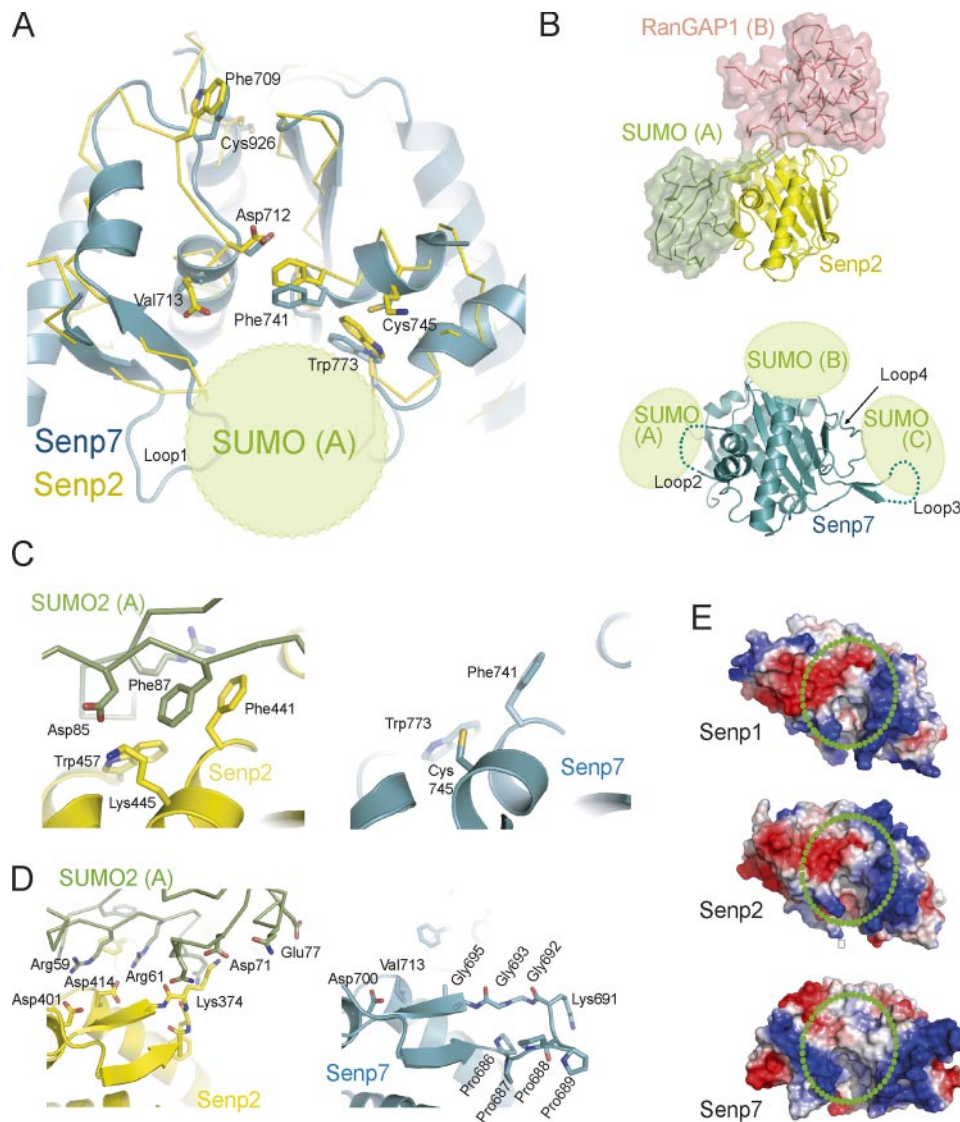 A
Phe709
Cys926
Asp712
Val713
Phe741
Cys745
Trp773
SUMO (A)
Loop1
Senp7
Senp2
B
RanGAP1 (B)
SUMO (A)
Senp2
SUMO (B)
Loop4
SUMO
(A)
SUMO
(C)
Loop2
Loop3
Senp7
C
SUMO2 (A)
Phe87
Asp85
Phe441
Trp457
Senp2
Lys445
Phe741
Trp773
Cys
745
Senp7
D
SUMO2 (A)
Arg59
Asp414
Arg61
Asp71
Glu77
Asp401
Lys374
Senp2
Asp700
Val713
Gly695
Gly693
Gly692
Lys691
Pro686
Pro687
Pro688
Pro689
Senp7
E
Senp1
Senp2
Senp7